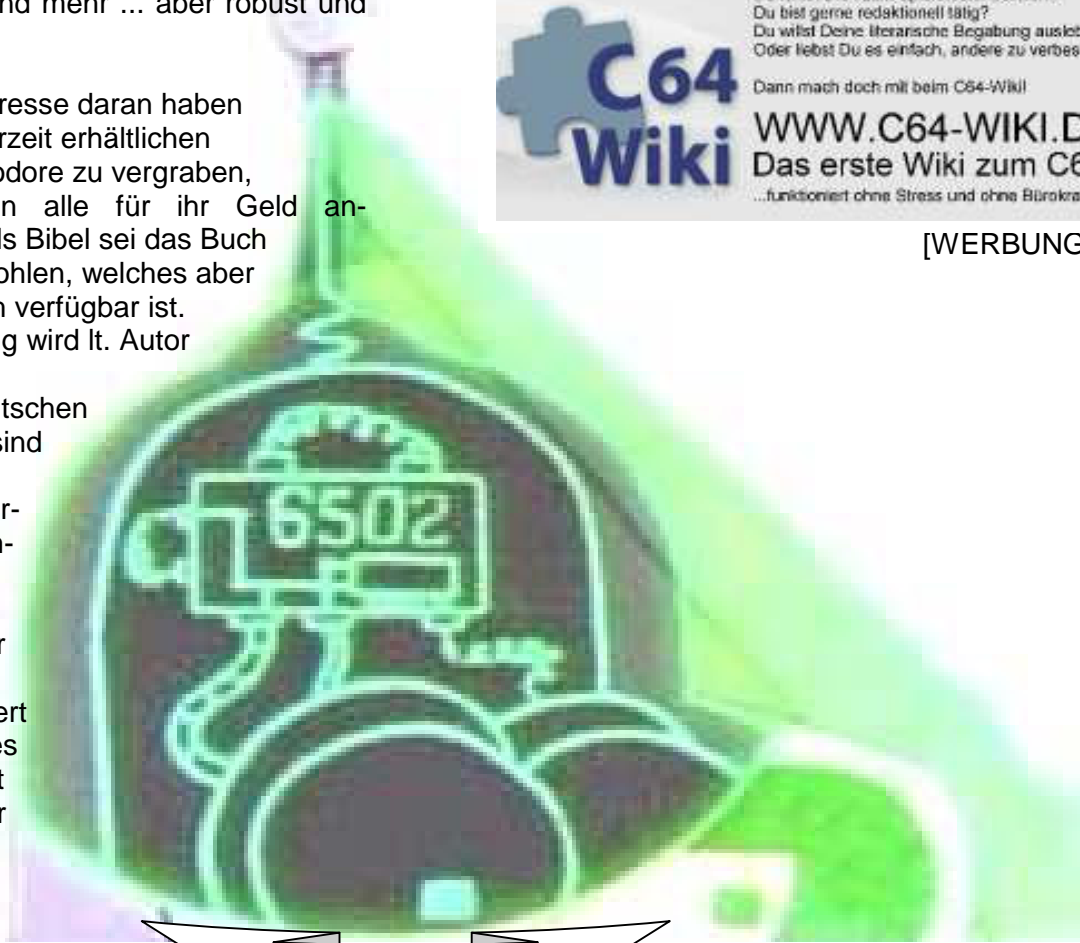 nd mehr ... aber robust und
resse daran haben
rzeit erhältlichen
odore zu vergraben,
n alle für ihr Geld an-
ls Bibel sei das Buch
ohlen, welches aber
n verfügbar ist.
g wird lt. Autor
tschen
sind
r-
n-
r
ert
es
t
r
Du bist gerne redaktionell tätig?
Du willst Deine literarische Begabung ausleb
Oder liebst Du es einfach, andere zu verbes
C64
Wiki
Dann mach doch mit beim C64-Wiki!
WWW.C64-WIKI.D
Das erste Wiki zum C6
...funktioniert ohne Stress und ohne Bürokra
[WERBUNG
6502